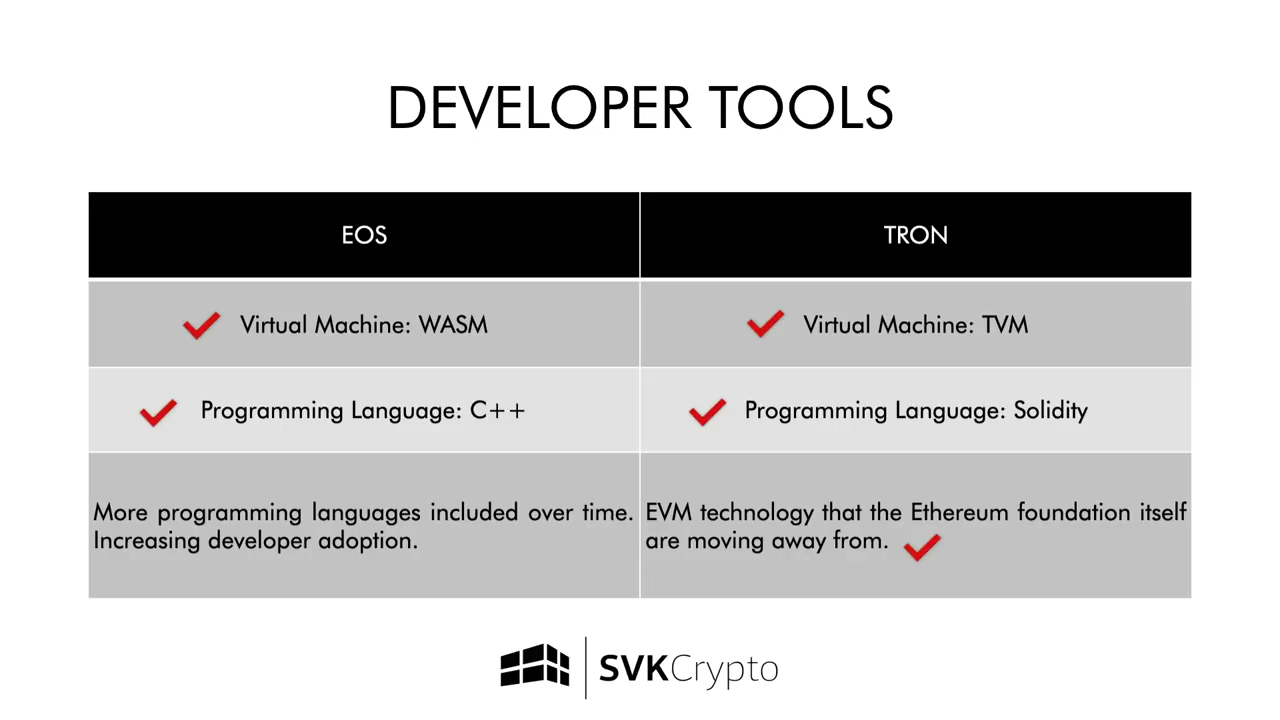 DEVELOPER TOOLS
EOS
TRON
Virtual Machine: WASM
Virtual Machine: TVM
Programming Language: C++
Programming Language: Solidity
More programming languages included over time.
Increasing developer adoption.
EVM technology that the Ethereum foundation itself
are moving away from.
SVKCrypto